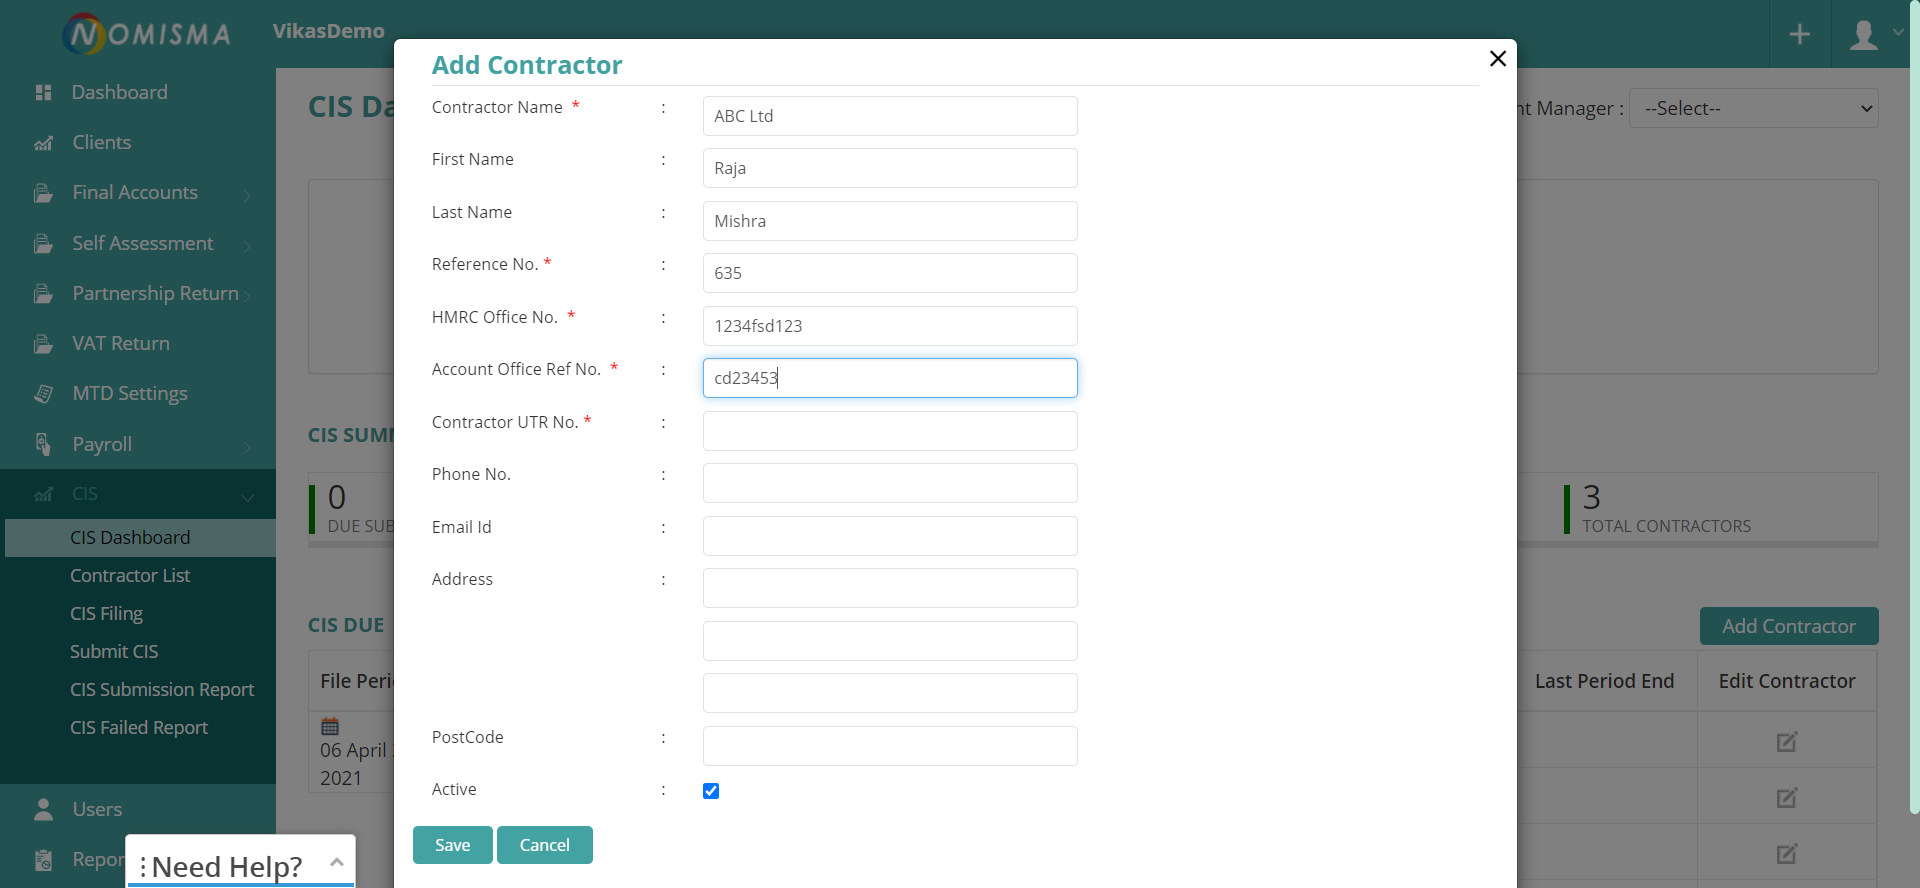 NOMISMA
VikasDemo
Dashboard
Clients
Final Accounts
Self Assessment
Partnership Return
VAT Return
MTD Settings
Payroll
CIS
CIS Dashboard
Contractor List
CIS Filing
Submit CIS
CIS Submission Report
CIS Failed Report
Users
Repor
Need Help?
CIS Da
nt Manager : --Select--
CIS SUMM
0
DUE SUB
3
TOTAL CONTRACTORS
CIS DUE
Add Contractor
File Peri
Last Period End
Edit Contractor
06 April
2021
Add Contractor
Contractor Name * : ABC Ltd
First Name : Raja
Last Name : Mishra
Reference No. * : 635
HMRC Office No. * : 1234fsd123
Account Office Ref No. * : cd23453
Contractor UTR No. * :
Phone No. :
Email Id :
Address :
PostCode :
Active :
Save
Cancel